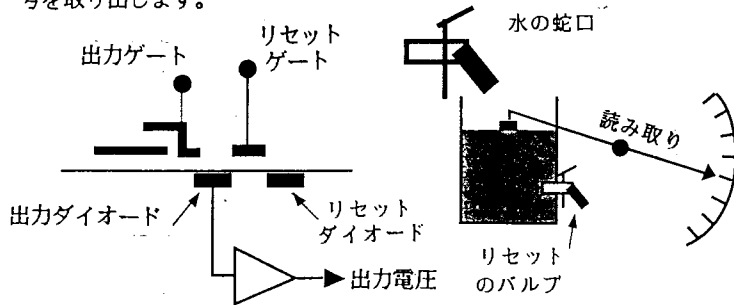 号を取り出します。
出力ゲート
リセット
ゲート
水の蛇口
読み取り
出力ダイオード
リセット
ダイオード
出力電圧
リセット
のバルブ